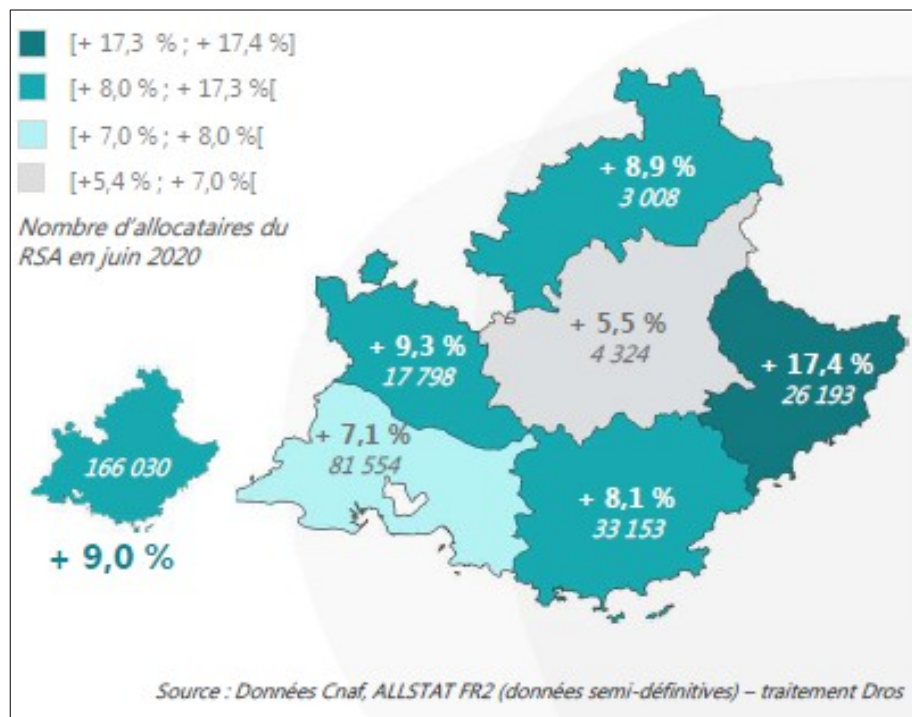 [+ 17,3 % ; + 17,4 %]
[+ 8,0 % ; + 17,3 %[
[+ 7,0 % ; + 8,0 %[
[+5,4 % ; + 7,0 %[
Nombre d'allocataires du
RSA en juin 2020
+ 8,9 %
3 008
+ 5,5 %
4 324
+ 9,3 %
17 798
+ 17,4 %
26 193
+ 7,1 %
81 554
+ 8,1 %
33 153
166 030
+ 9,0 %
Source : Données Cnaf, ALLSTAT FR2 (données semi-définitives) – traitement Dros